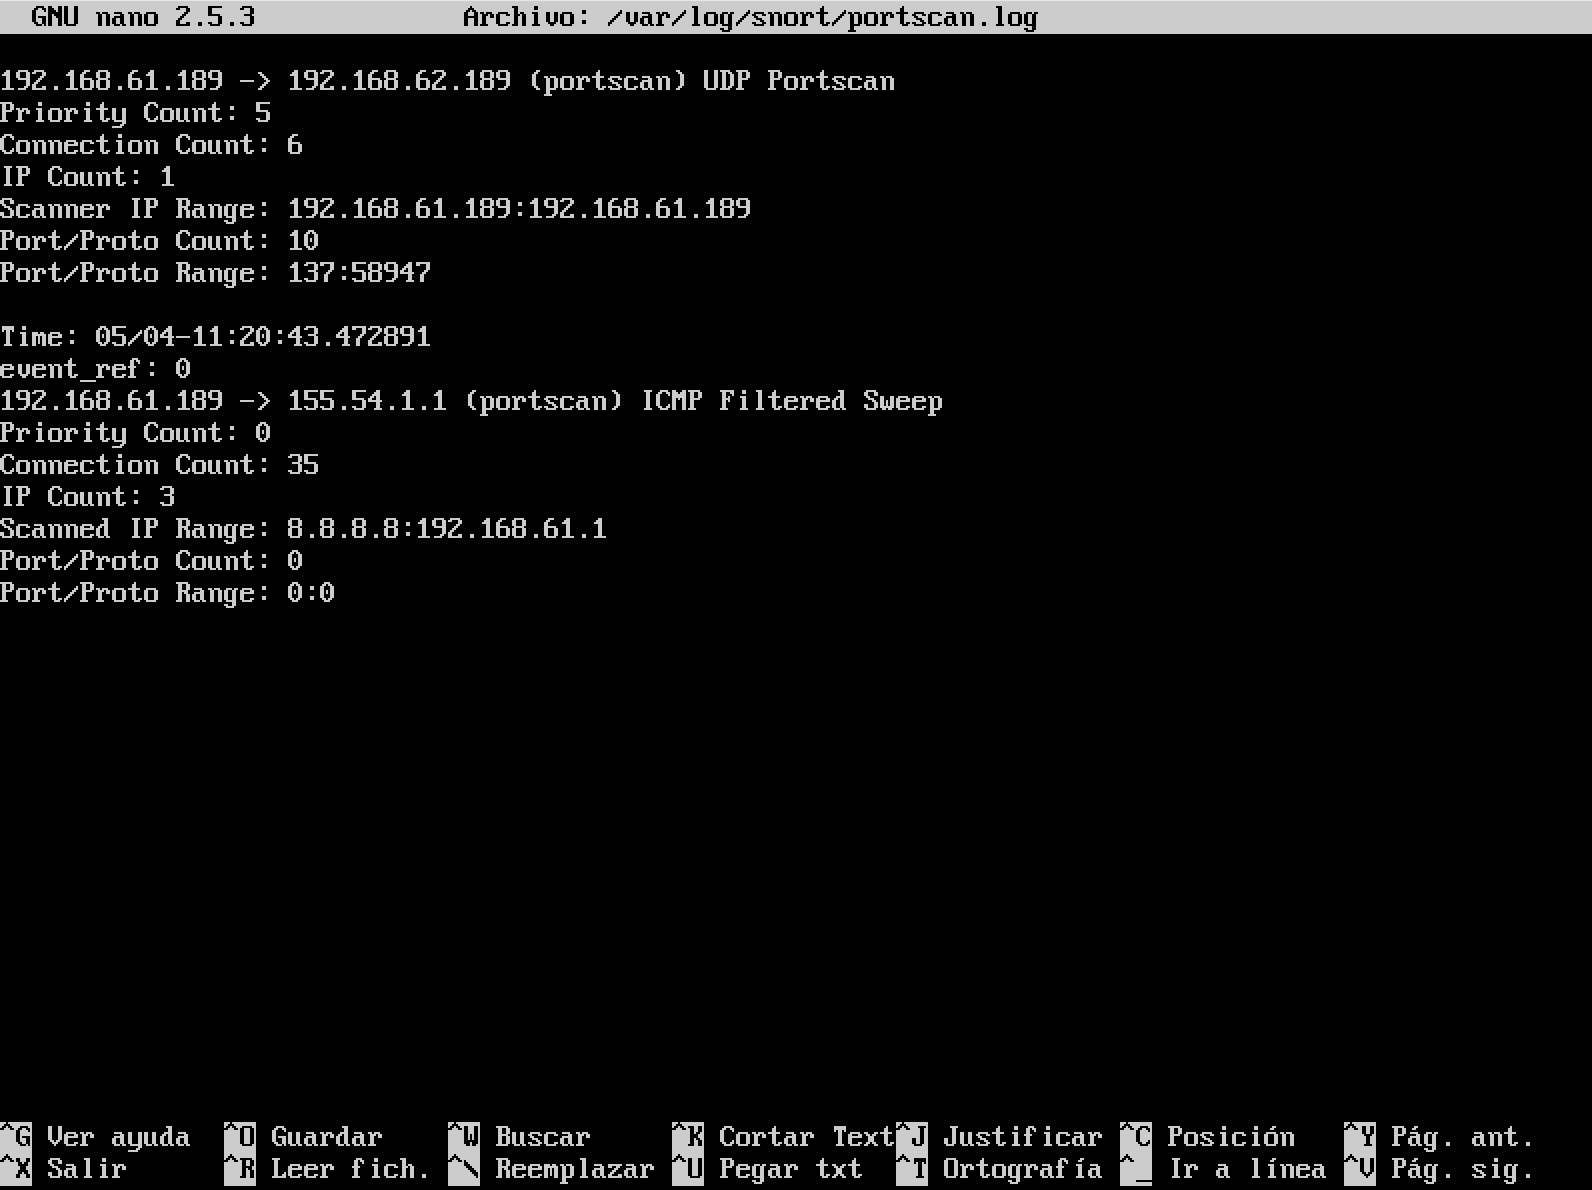 GNU nano 2.5.3 Archivo: /var/log/snort/portscan.log
192.168.61.189 -> 192.168.62.189 (portscan) UDP Portscan
Priority Count: 5
Connection Count: 6
IP Count: 1
Scanner IP Range: 192.168.61.189:192.168.61.189
Port/Proto Count: 10
Port/Proto Range: 137:58947
Time: 05/04-11:20:43.472891
event_ref: 0
192.168.61.189 -> 155.54.1.1 (portscan) ICMP Filtered Sweep
Priority Count: 0
Connection Count: 35
IP Count: 3
Scanned IP Range: 8.8.8.8:192.168.61.1
Port/Proto Count: 0
Port/Proto Range: 0:0
^G Ver ayuda ^O Guardar ^W Buscar ^K Cortar Text ^J Justificar ^C Posición ^Y Pág. ant.
^X Salir ^R Leer fich. ^\ Reemplazar ^U Pegar txt ^T Ortografía ^_ Ir a línea ^V Pág. sig.